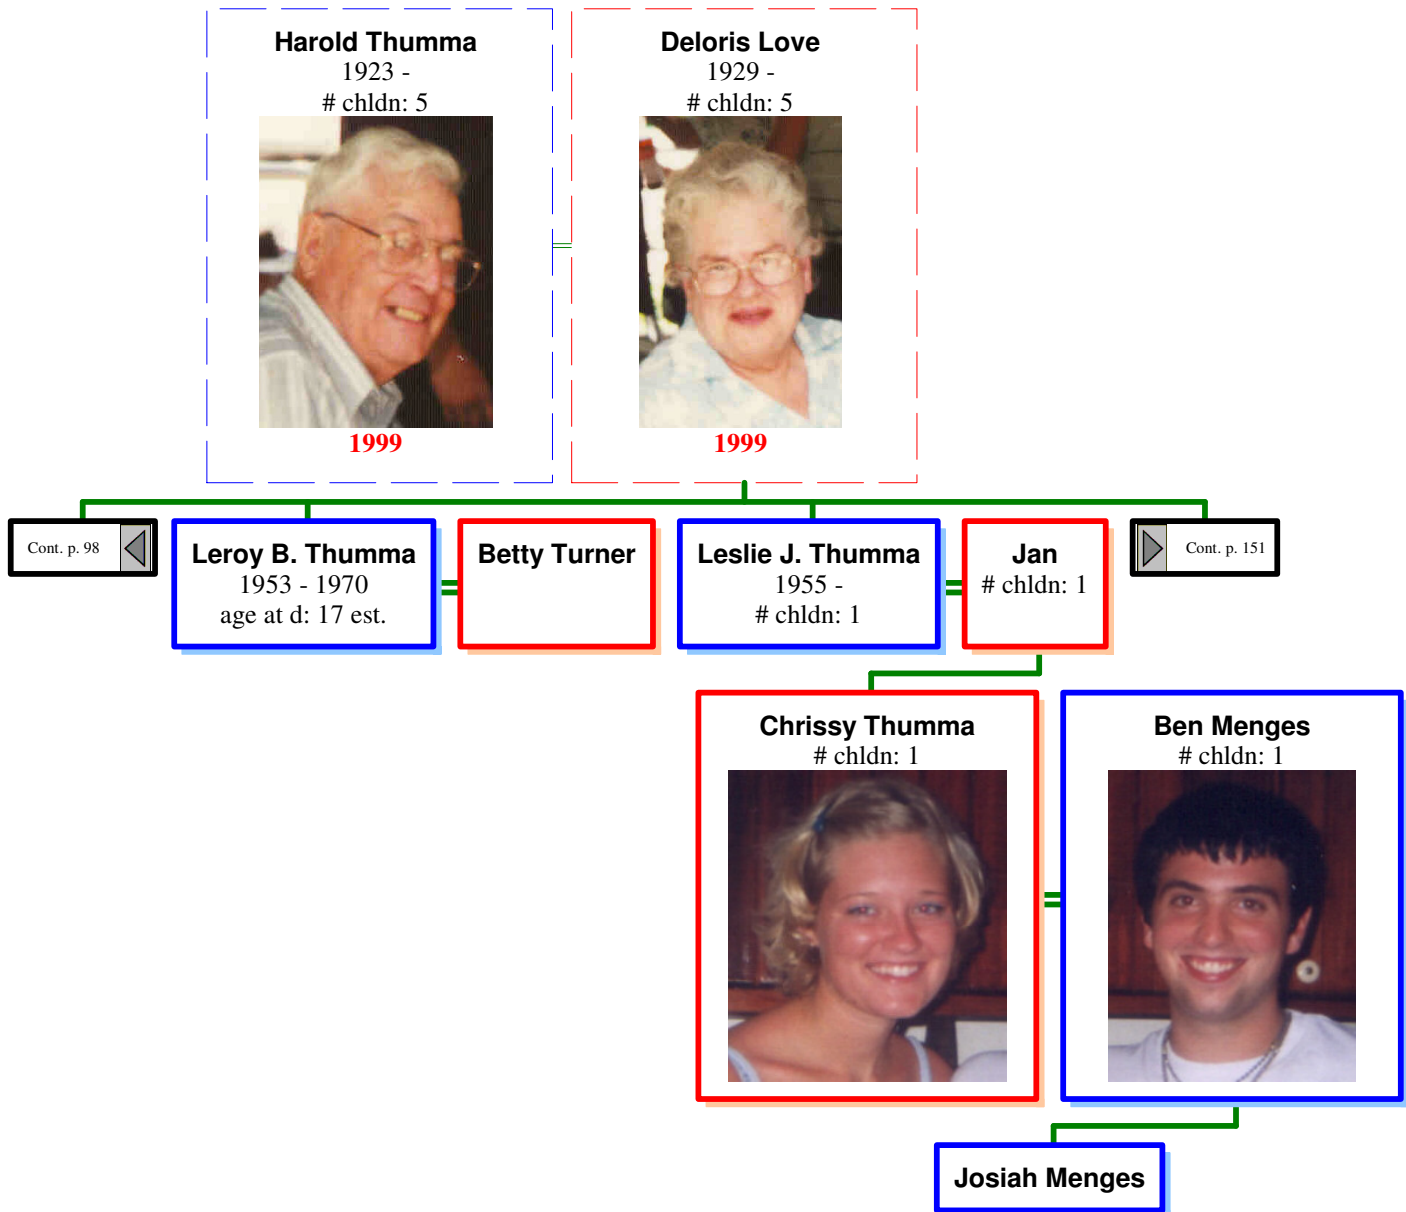 Harold Thumma
1923 -
# chldn: 5
1999
Deloris Love
1929 -
# chldn: 5
1999
Cont. p. 98
Leroy B. Thumma
1953 - 1970
age at d: 17 est.
Betty Turner
Leslie J. Thumma
1955 -
# chldn: 1
Jan
# chldn: 1
Cont. p. 151
Chrissy Thumma
# chldn: 1
Ben Menges
# chldn: 1
Josiah Menges